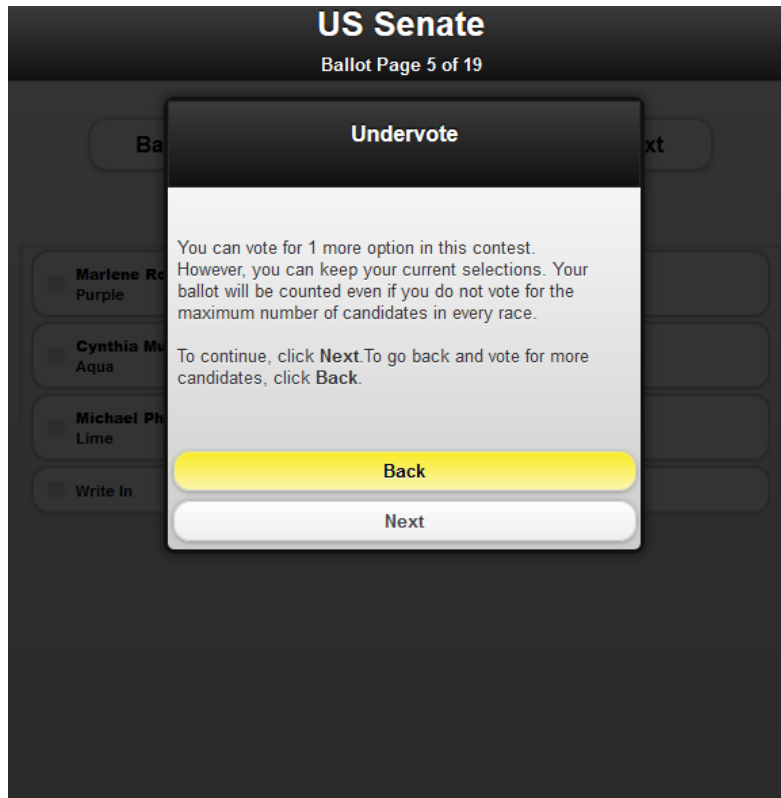 US Senate
Ballot Page 5 of 19
Undervote
You can vote for 1 more option in this contest.
However, you can keep your current selections. Your
ballot will be counted even if you do not vote for the
maximum number of candidates in every race.
To continue, click Next.To go back and vote for more
candidates, click Back.
Back
Next
Marlene
Purple
Cynthia
Aqua
Michael
Lime
Write In